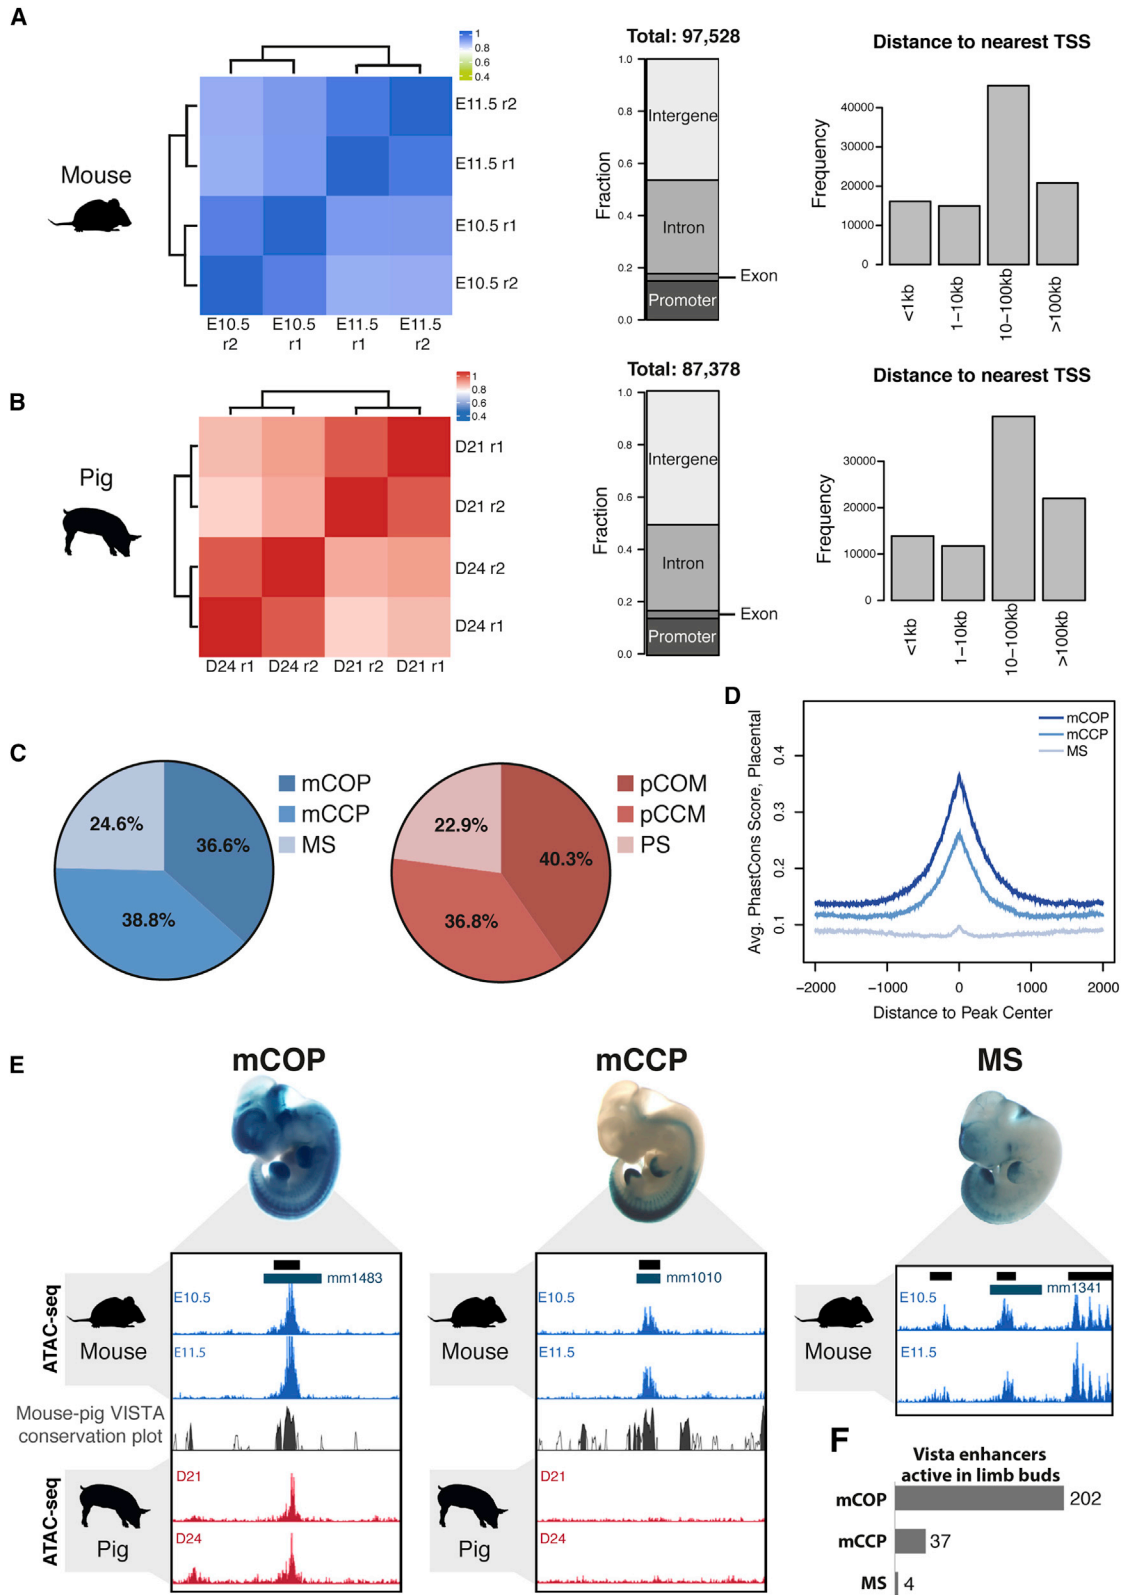 A
Mouse
1
0.8
0.6
0.4
E11.5 r2
E11.5 r1
E10.5 r1
E10.5 r2
E10.5 E10.5 E11.5 E11.5
r2 r1 r1 r2
Total: 97,528
Fraction
1.0
0.8
0.6
0.4
0.2
0.0
Intergene
Intron
Exon
Promoter
Distance to nearest TSS
Frequency
40000
30000
20000
10000
0
<1kb
1–10kb
10–100kb
>100kb
B
Pig
1
0.8
0.6
0.4
D21 r1
D21 r2
D24 r2
D24 r1
D24 r1 D24 r2 D21 r2 D21 r1
Total: 87,378
Fraction
1.0
0.8
0.6
0.4
0.2
0.0
Intergene
Intron
Exon
Promoter
Distance to nearest TSS
Frequency
30000
20000
10000
0
<1kb
1–10kb
10–100kb
>100kb
C
24.6%
36.6%
38.8%
mCOP
mCCP
MS
22.9%
40.3%
36.8%
pCOM
pCCM
PS
D
Avg. PhastCons Score, Placental
0.4
0.3
0.2
0.1
mCOP
mCCP
MS
−2000 −1000 0 1000 2000
Distance to Peak Center
E
mCOP
mCCP
MS
ATAC-seq
Mouse
mm1483
E10.5
E11.5
Mouse-pig VISTA
conservation plot
ATAC-seq
Pig
D21
D24
Mouse
mm1010
E10.5
E11.5
Pig
D21
D24
Mouse
mm1341
E10.5
E11.5
F
Vista enhancers
active in limb buds
mCOP 202
mCCP 37
MS 4